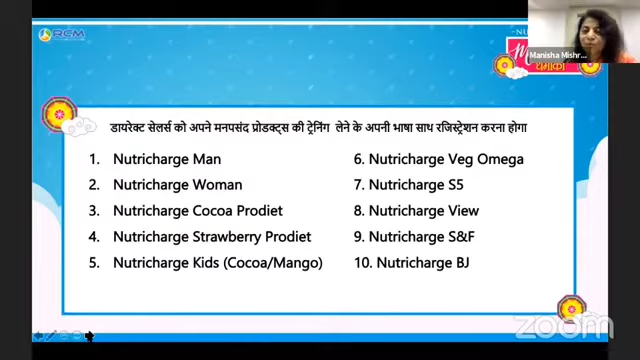 RCM
Manisha Mishr...
धमाका
डायरेक्ट सेलर्स को अपने मनपसंद प्रोडक्ट्स की ट्रेनिंग लेने के अपनी भाषा साथ रजिस्ट्रेशन करना होगा
1. Nutricharge Man
2. Nutricharge Woman
3. Nutricharge Cocoa Prodiet
4. Nutricharge Strawberry Prodiet
5. Nutricharge Kids (Cocoa/Mango)
6. Nutricharge Veg Omega
7. Nutricharge S5
8. Nutricharge View
9. Nutricharge S&F
10. Nutricharge BJ
zoom